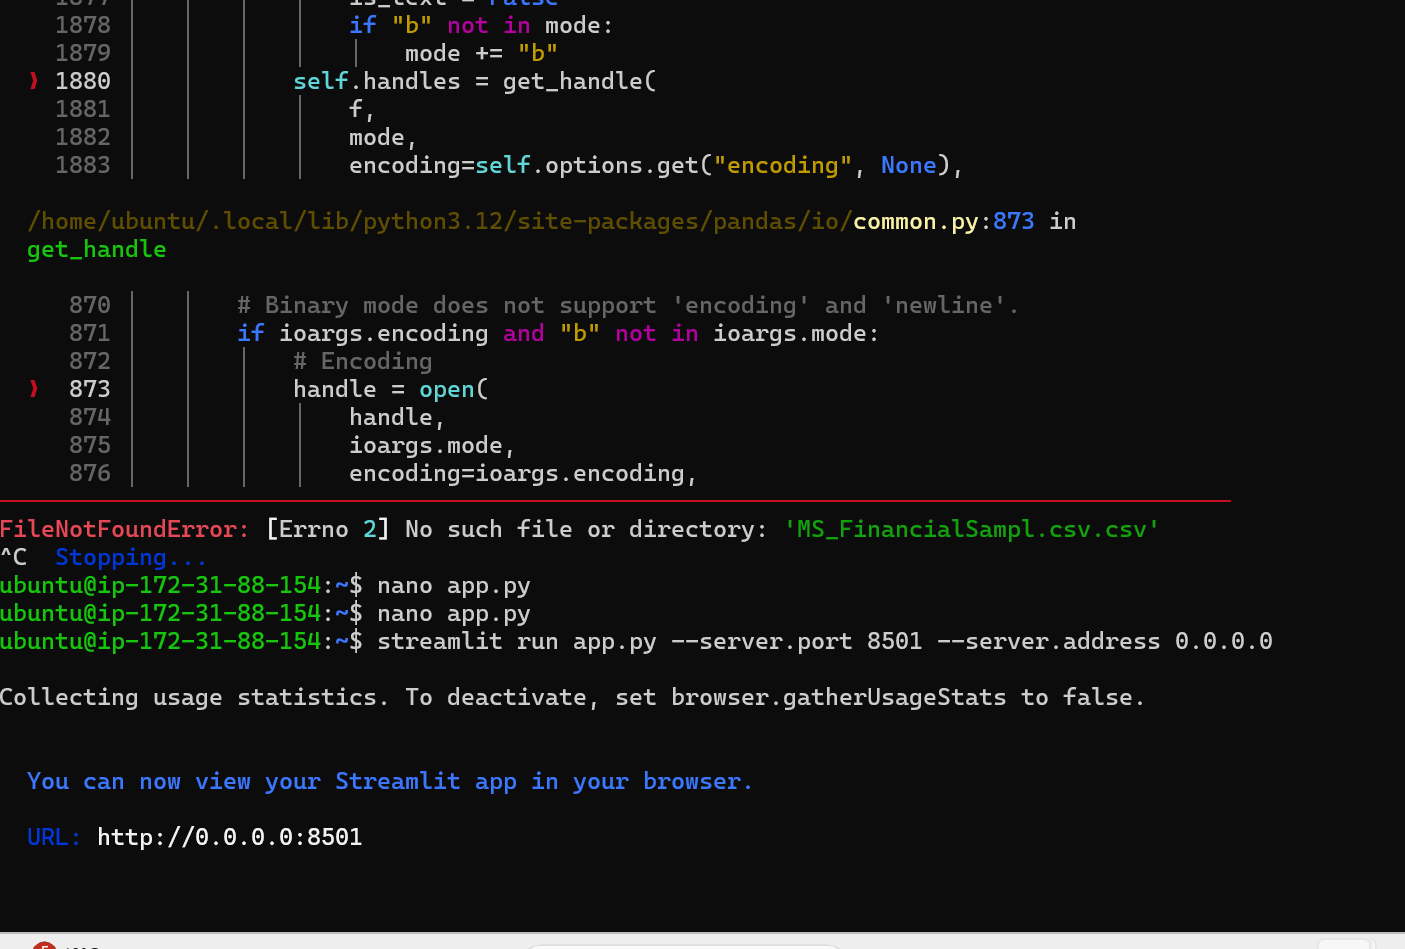 1877 is_text = False
1878 if "b" not in mode:
1879 mode += "b"
❱ 1880 self.handles = get_handle(
1881 f,
1882 mode,
1883 encoding=self.options.get("encoding", None),
/home/ubuntu/.local/lib/python3.12/site-packages/pandas/io/common.py:873 in
get_handle
870 # Binary mode does not support 'encoding' and 'newline'.
871 if ioargs.encoding and "b" not in ioargs.mode:
872 # Encoding
❱ 873 handle = open(
874 handle,
875 ioargs.mode,
876 encoding=ioargs.encoding,
FileNotFoundError: [Errno 2] No such file or directory: 'MS_FinancialSampl.csv.csv'
^C Stopping...
ubuntu@ip-172-31-88-154:~$ nano app.py
ubuntu@ip-172-31-88-154:~$ nano app.py
ubuntu@ip-172-31-88-154:~$ streamlit run app.py --server.port 8501 --server.address 0.0.0.0
Collecting usage statistics. To deactivate, set browser.gatherUsageStats to false.
You can now view your Streamlit app in your browser.
URL: http://0.0.0.0:8501